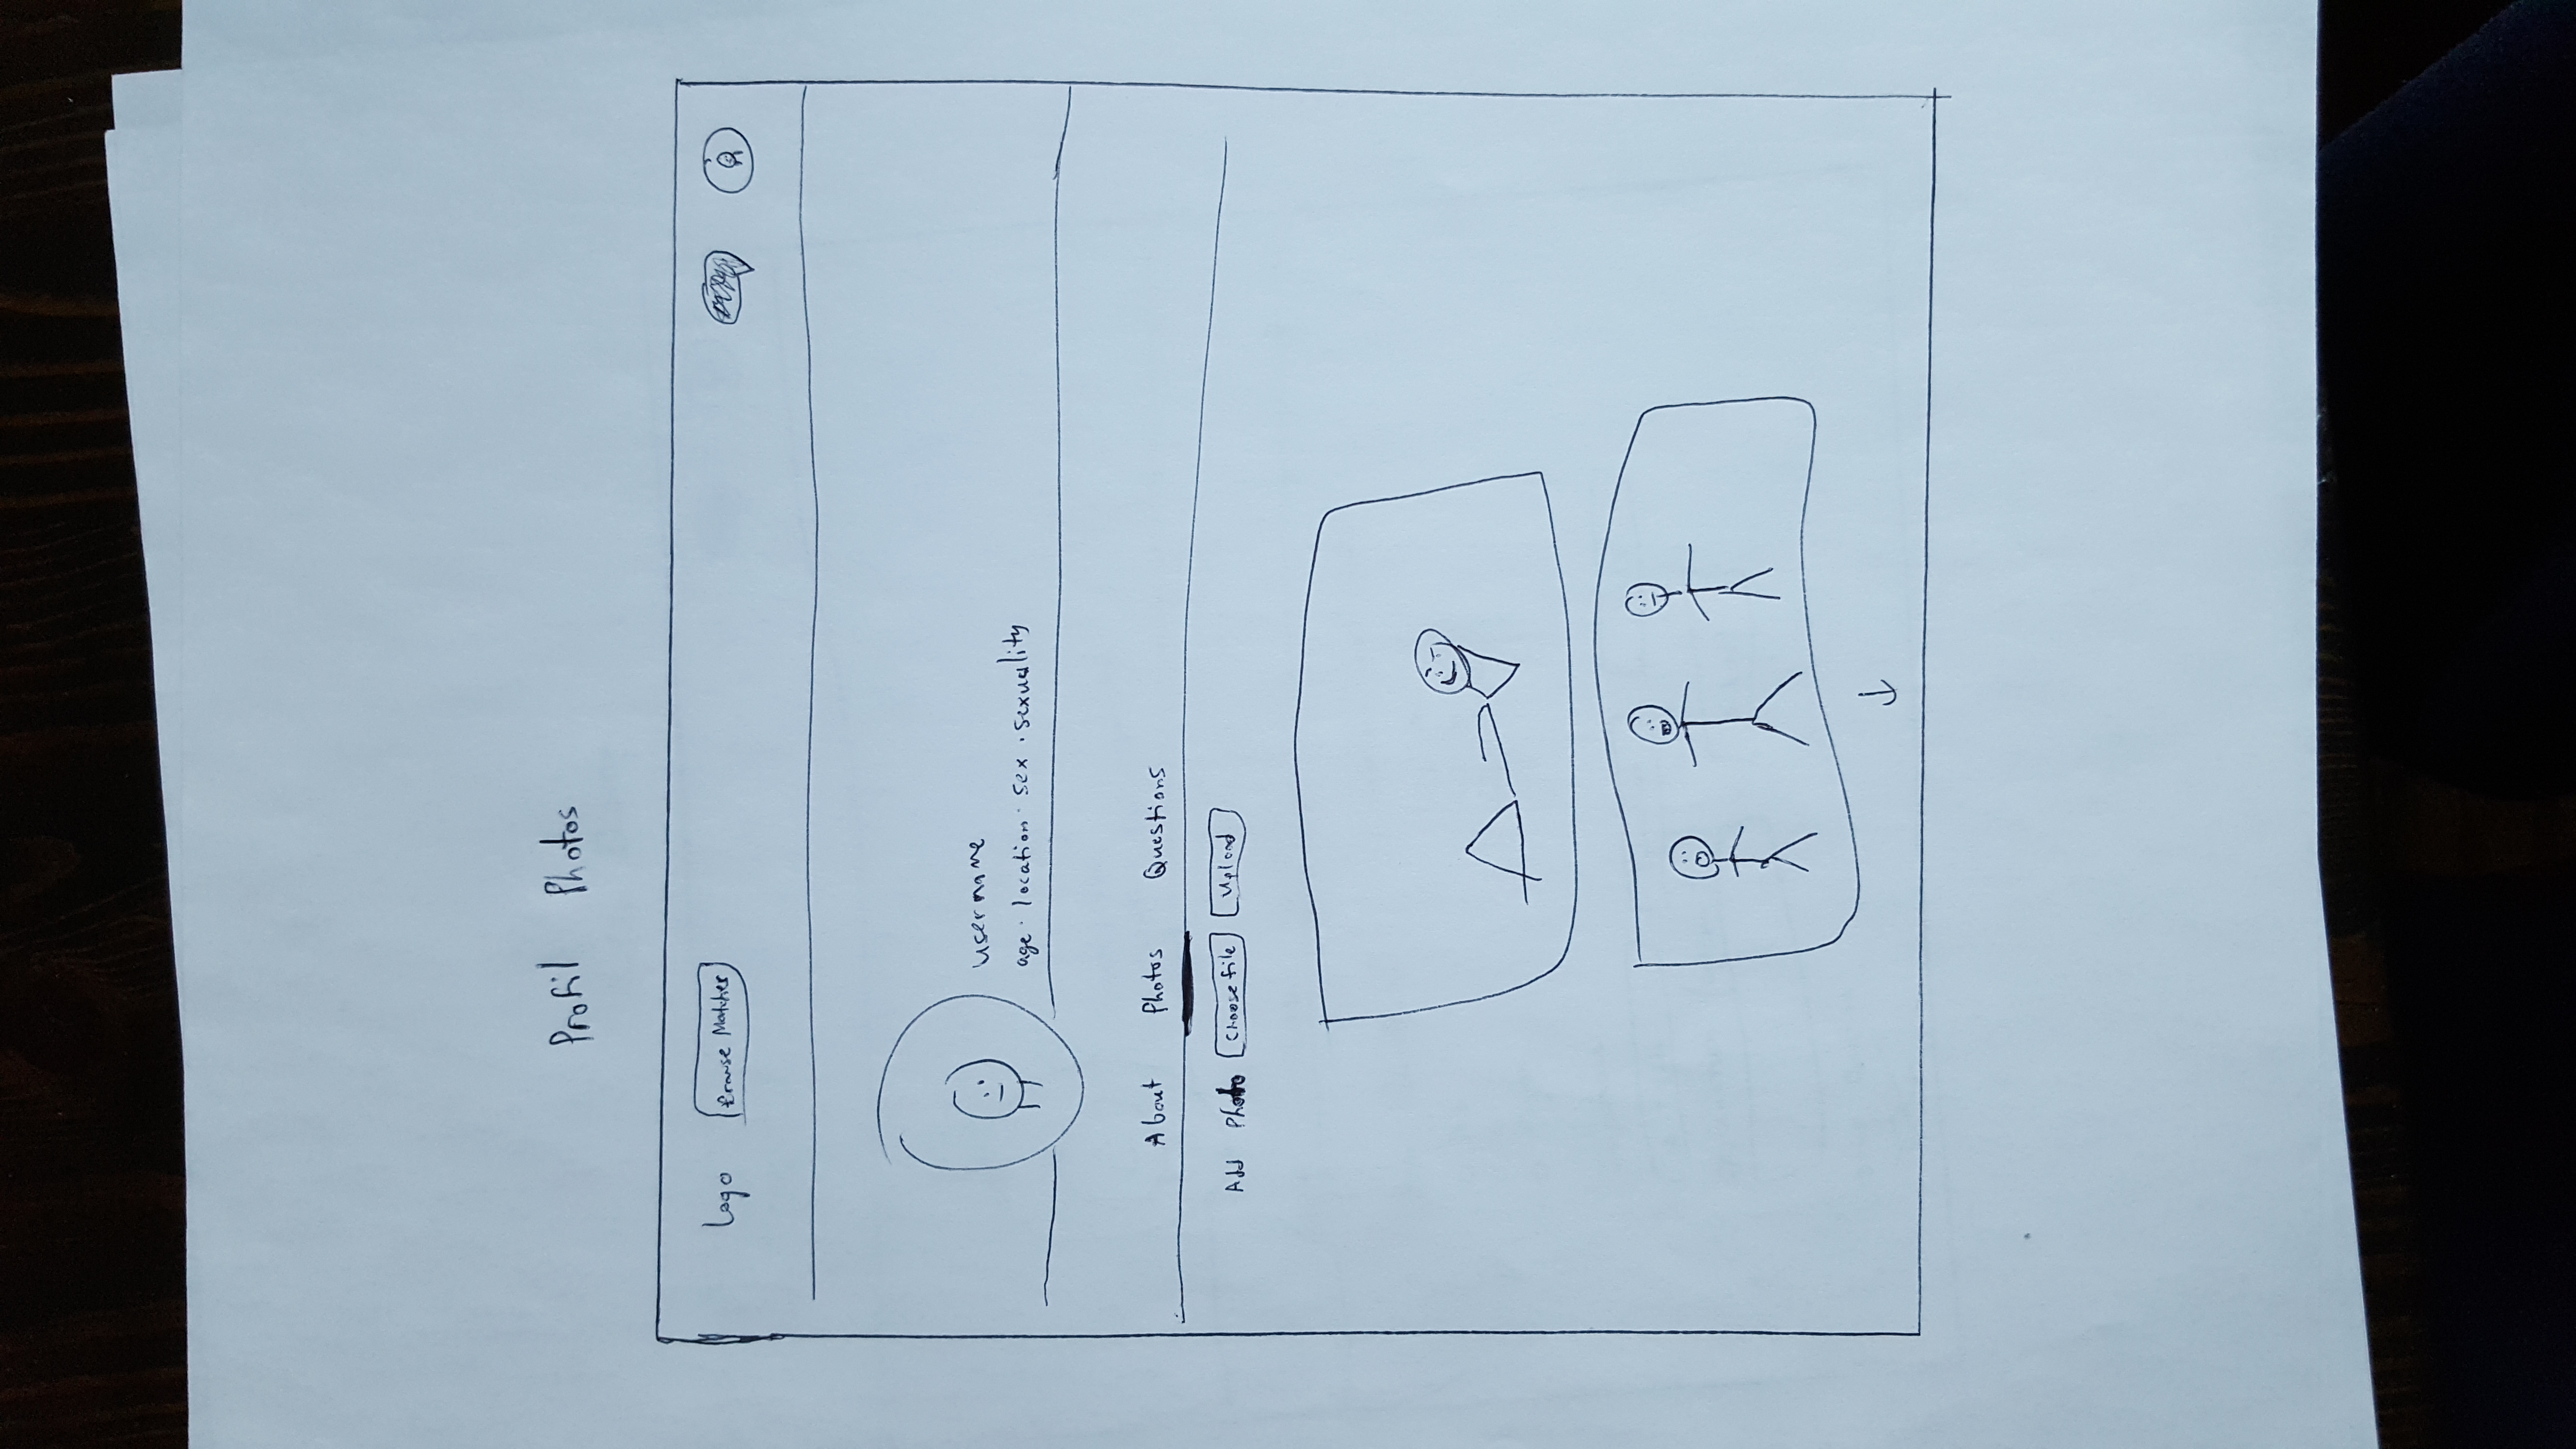 Profil Photos
Logo Browse Matches
username
age · location · sex · sexuality
About Photos Questions
Add Photo Choose file Upload